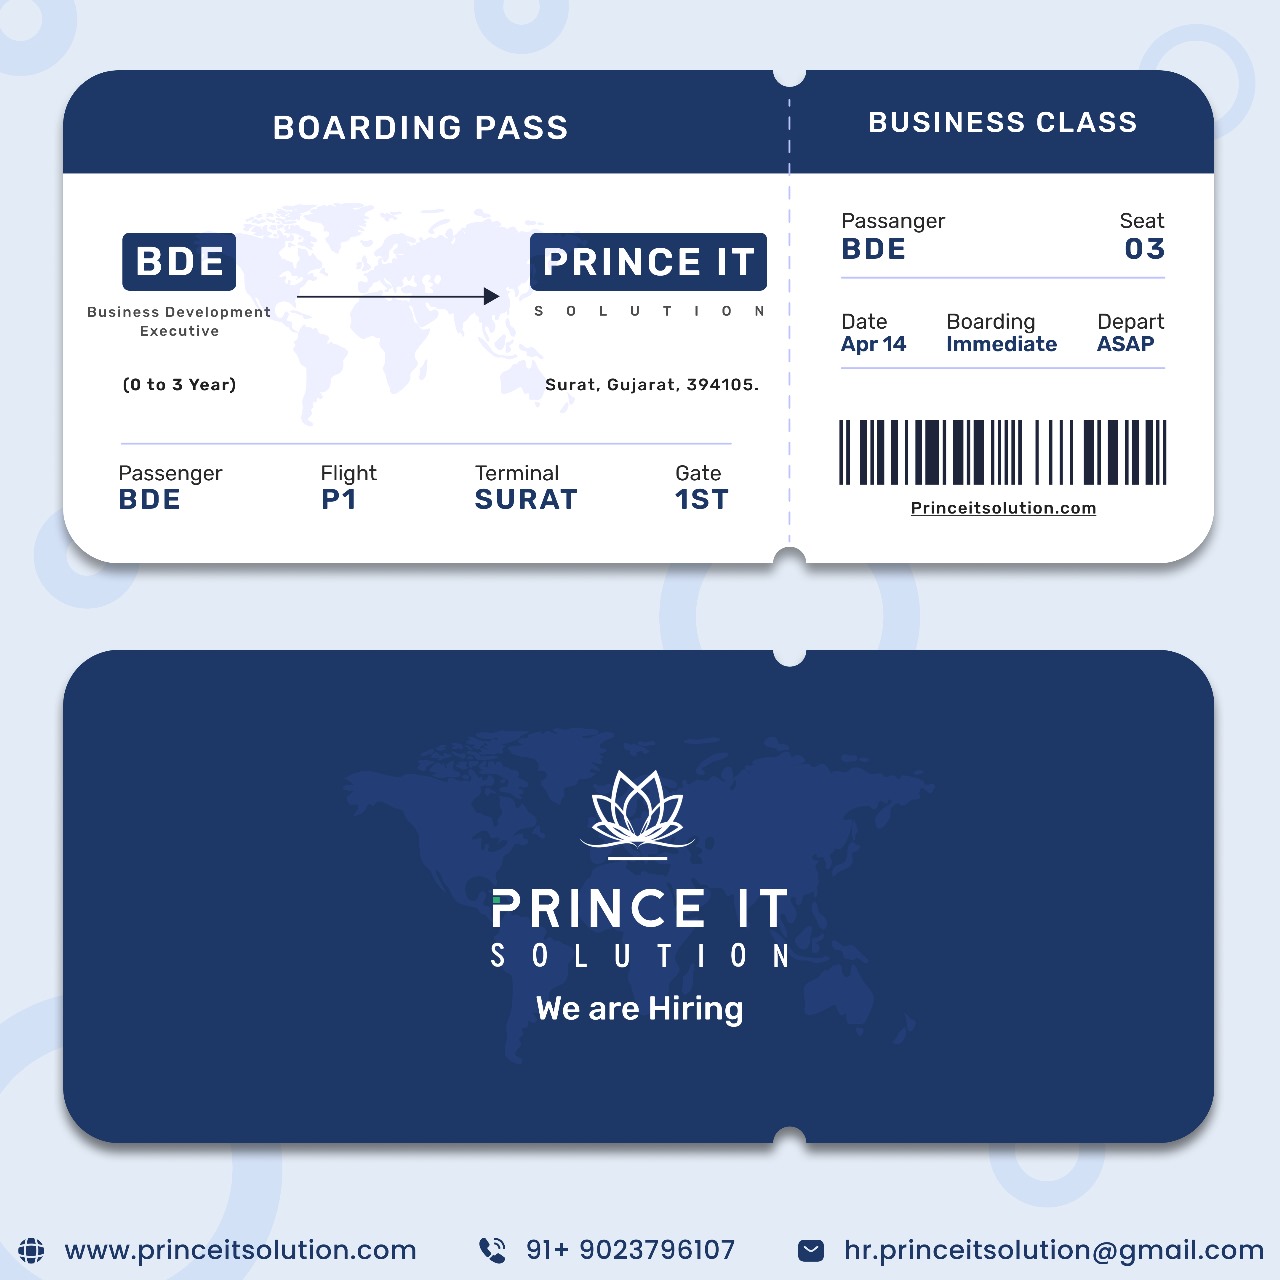 BOARDING PASS
BUSINESS CLASS
BDE
Business Development
Executive
(0 to 3 Year)
PRINCE IT
SOLUTION
Surat, Gujarat, 394105.
Passenger Flight Terminal Gate
BDE P1 SURAT 1ST
Passanger Seat
BDE 03
Date Boarding Depart
Apr 14 Immediate ASAP
Princeitsolution.com
PRINCE IT
SOLUTION
We are Hiring
www.princeitsolution.com 91+ 9023796107 hr.princeitsolution@gmail.com